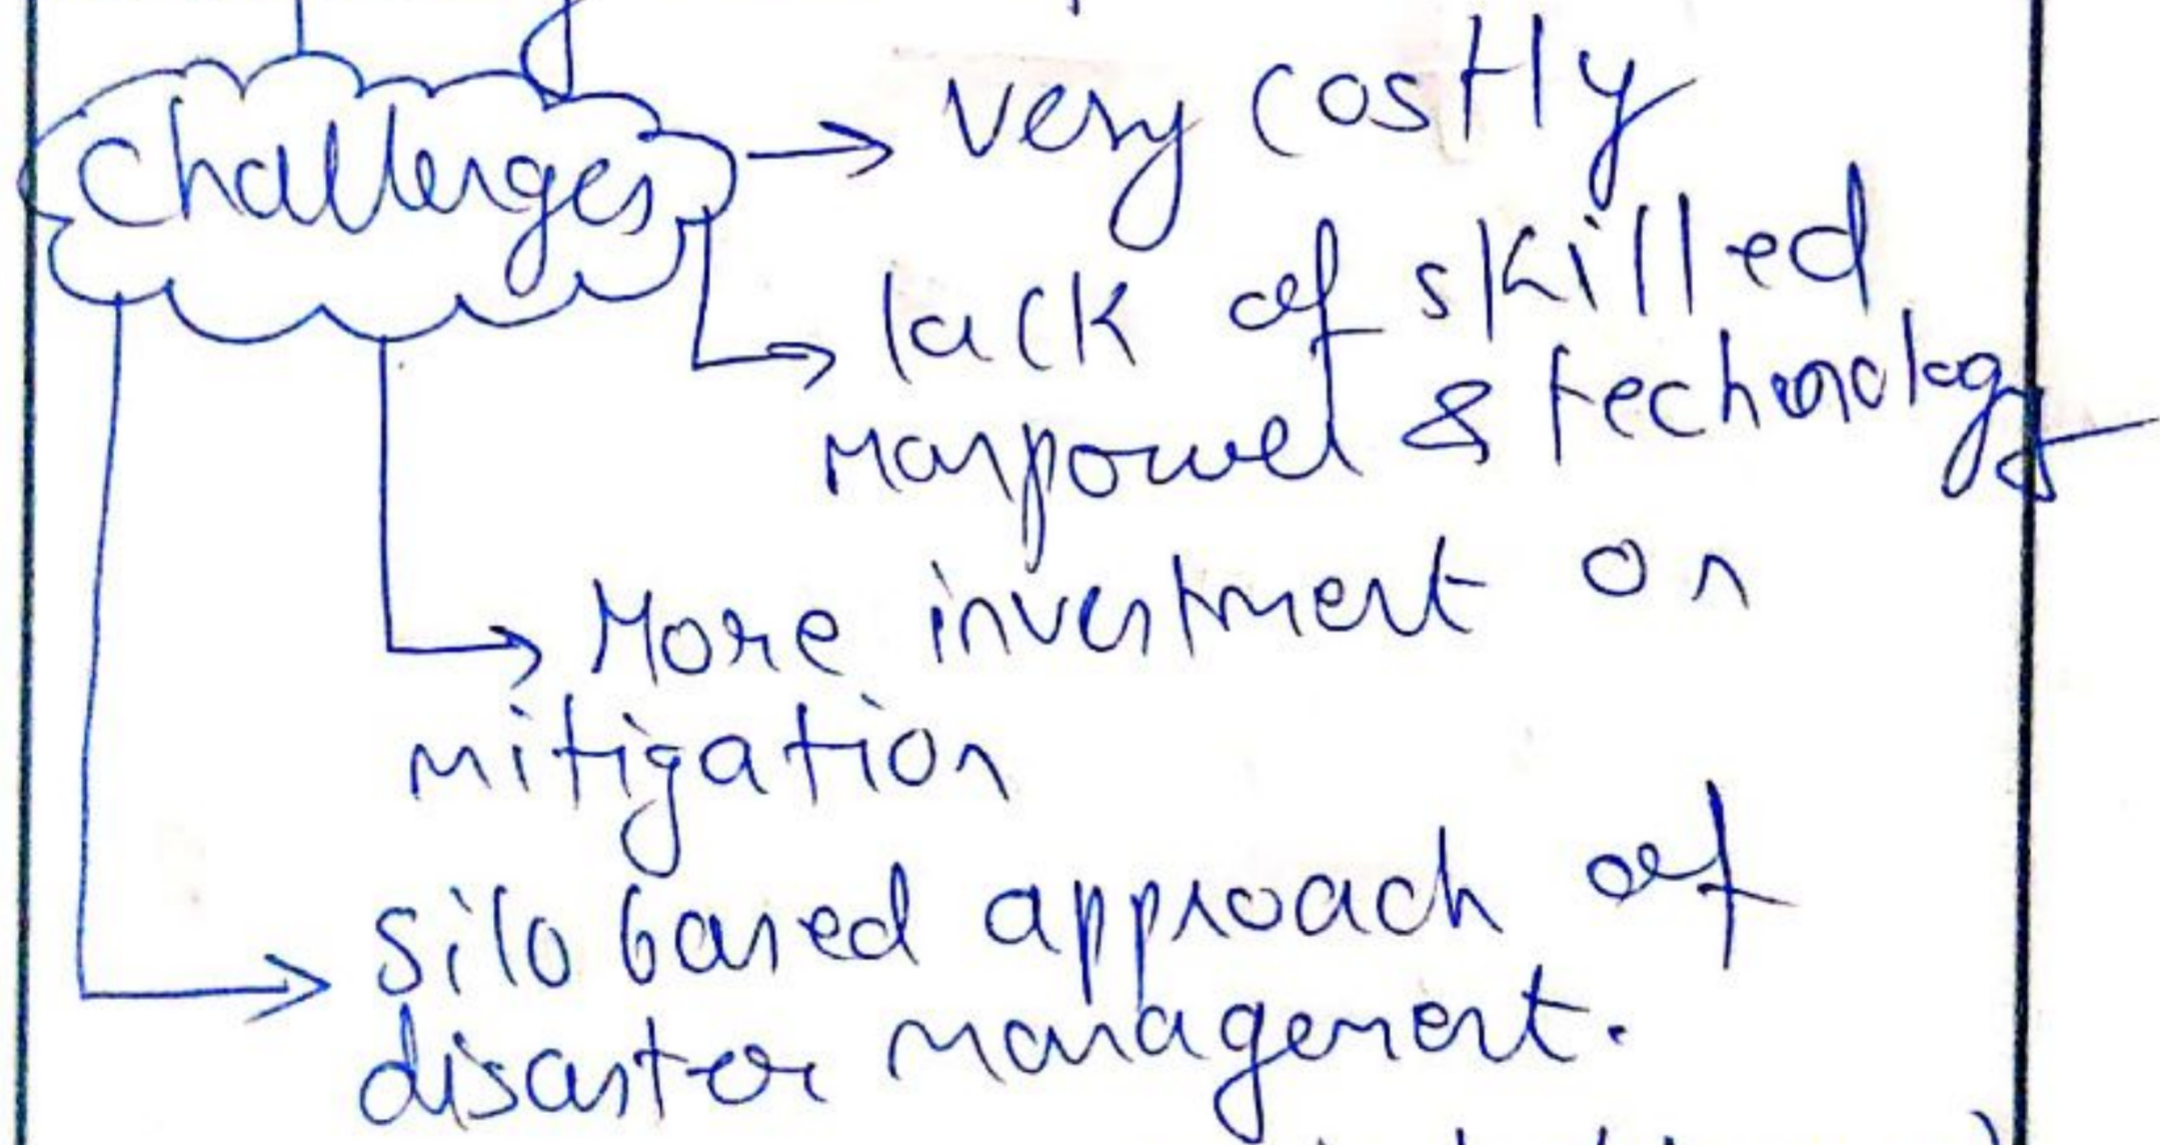 Challenges → very costly
lack of skilled
manpower & technology
More investment on
mitigation
silo based approach of
disaster management.